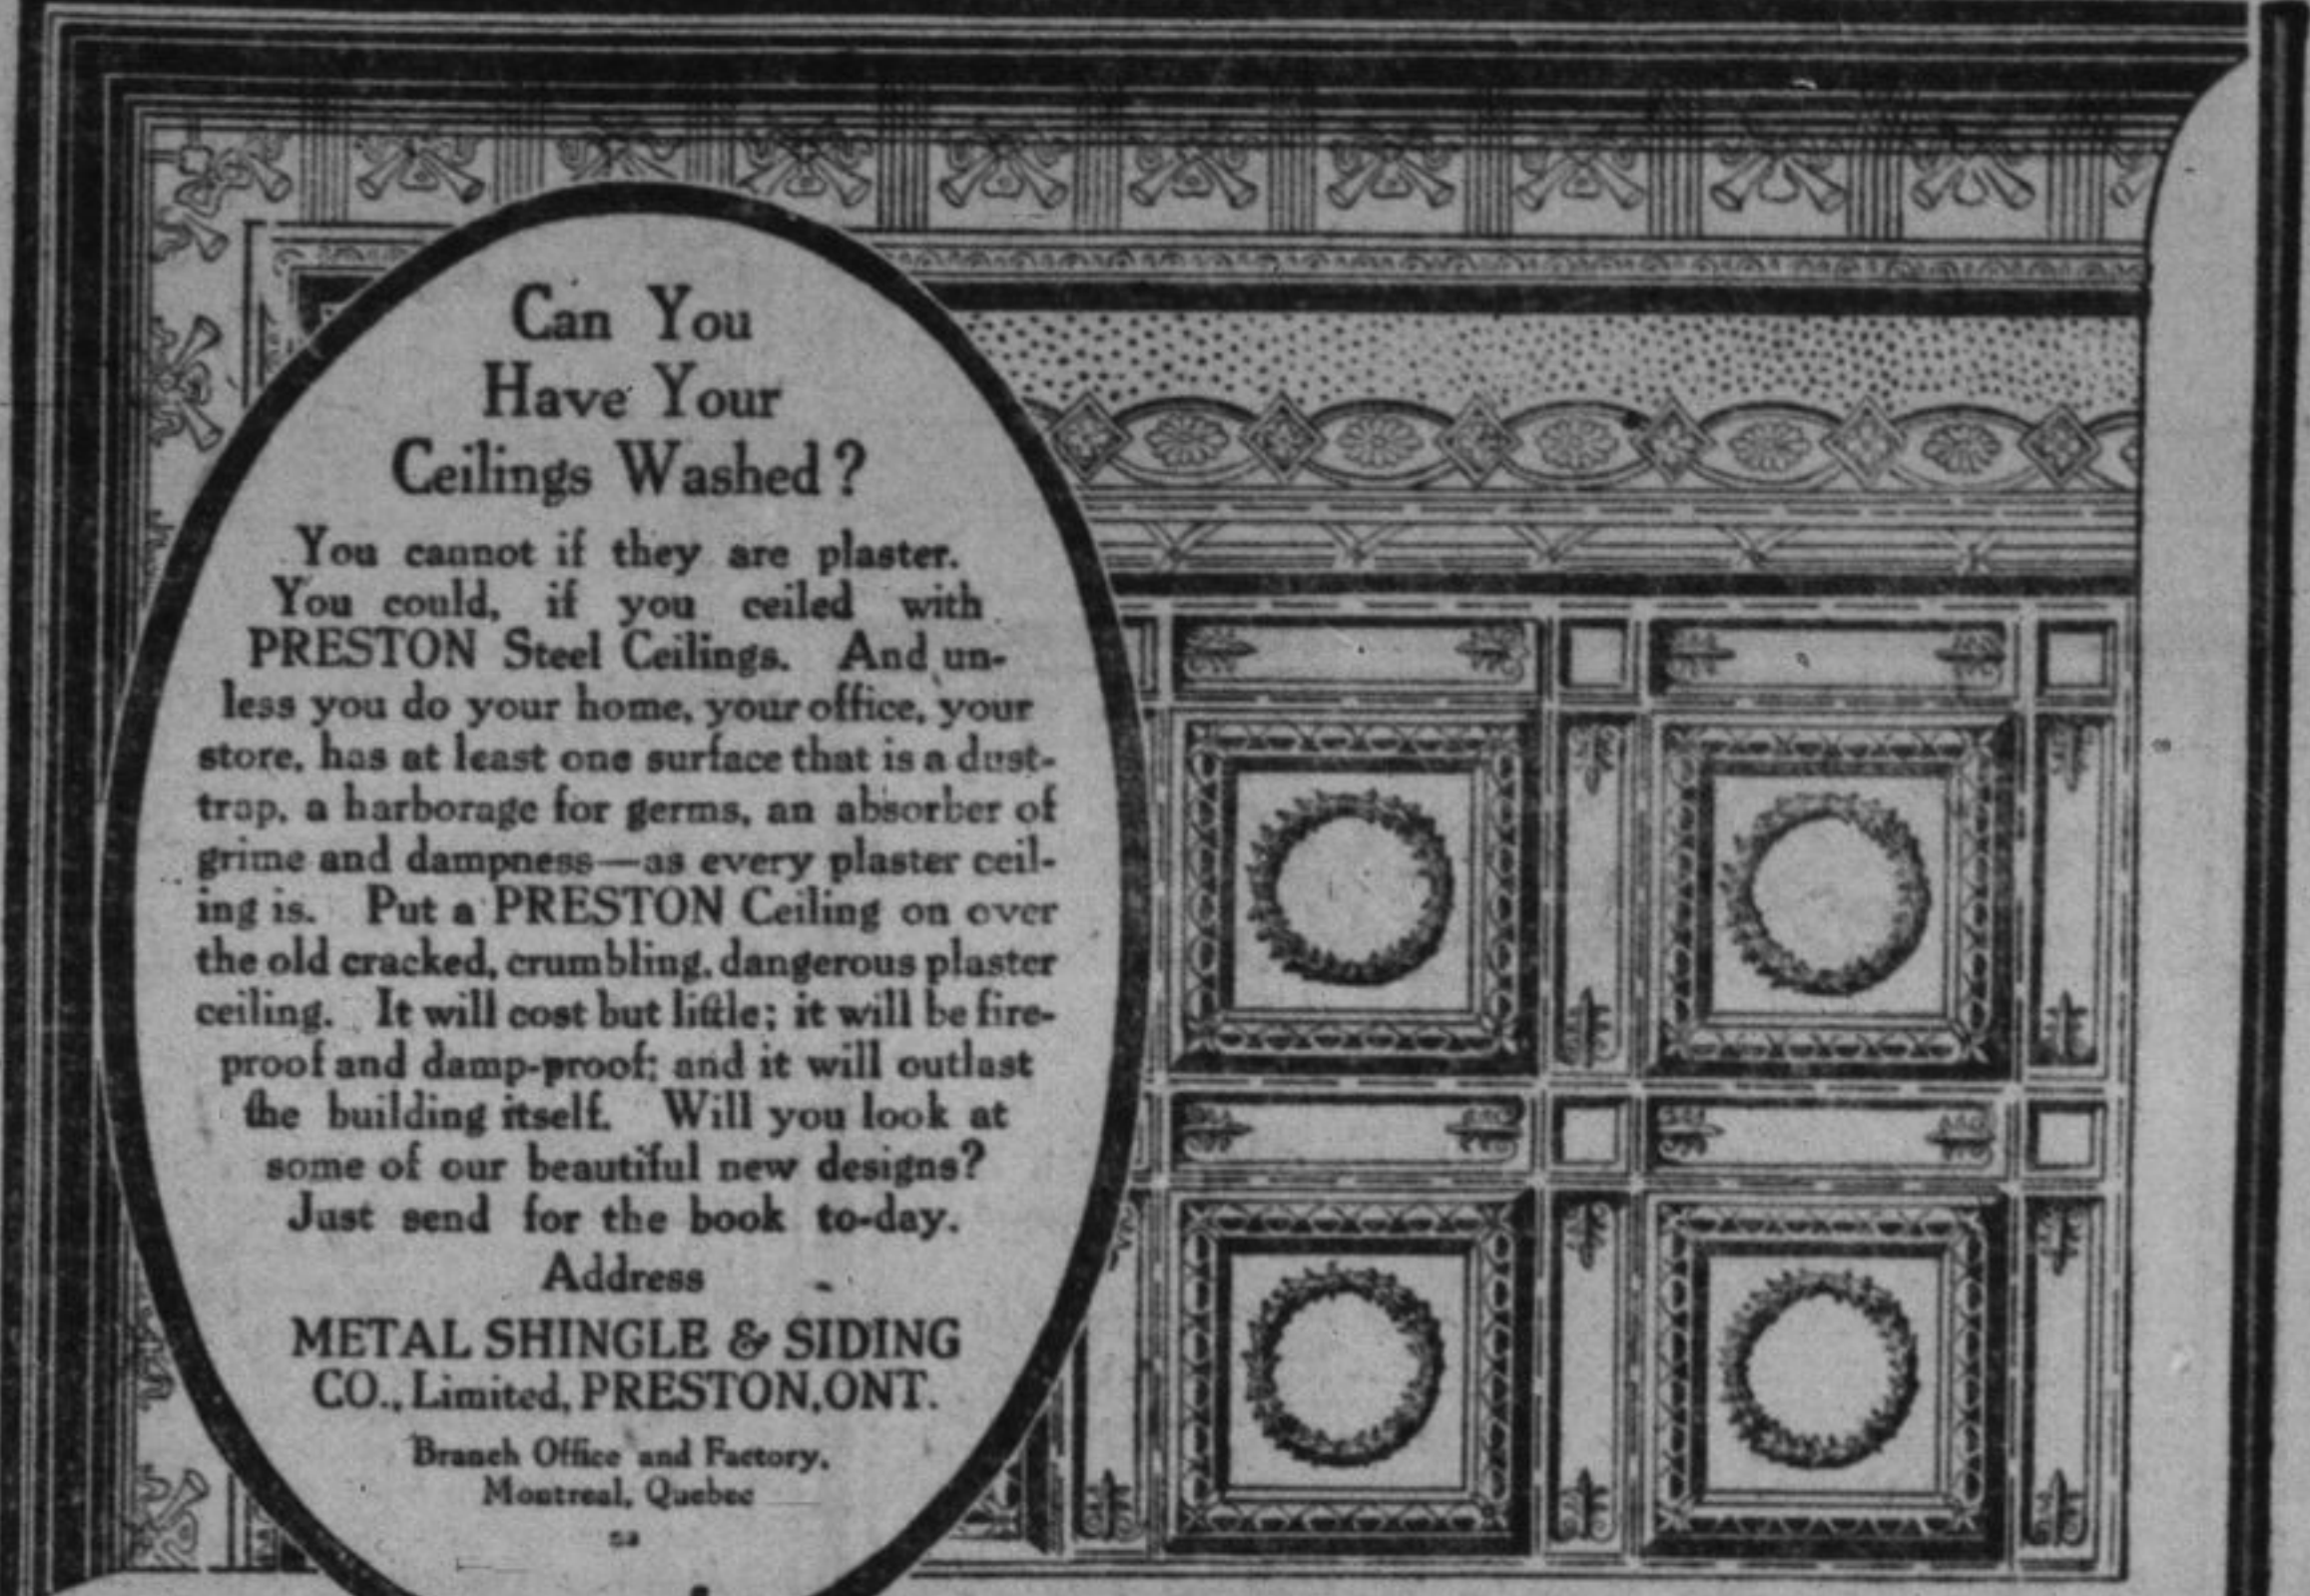 Can You
Have Your
Ceilings Washed?
You cannot if they are plaster.
You could, if you ceiled with
PRESTON Steel Ceilings. And un-
less you do your home, your office, your
store, has at least one surface that is a dust-
trap, a harborage for germs, an absorber of
grime and dampness—as every plaster ceil-
ing is. Put a PRESTON Ceiling on over
the old cracked, crumbling, dangerous plaster
ceiling. It will cost but little; it will be fire-
proof and damp-proof; and it will outlast
the building itself. Will you look at
some of our beautiful new designs?
Just send for the book to-day.
Address
METAL SHINGLE & SIDING
CO., Limited, PRESTON, ONT.
Branch Office and Factory,
Montreal, Quebec